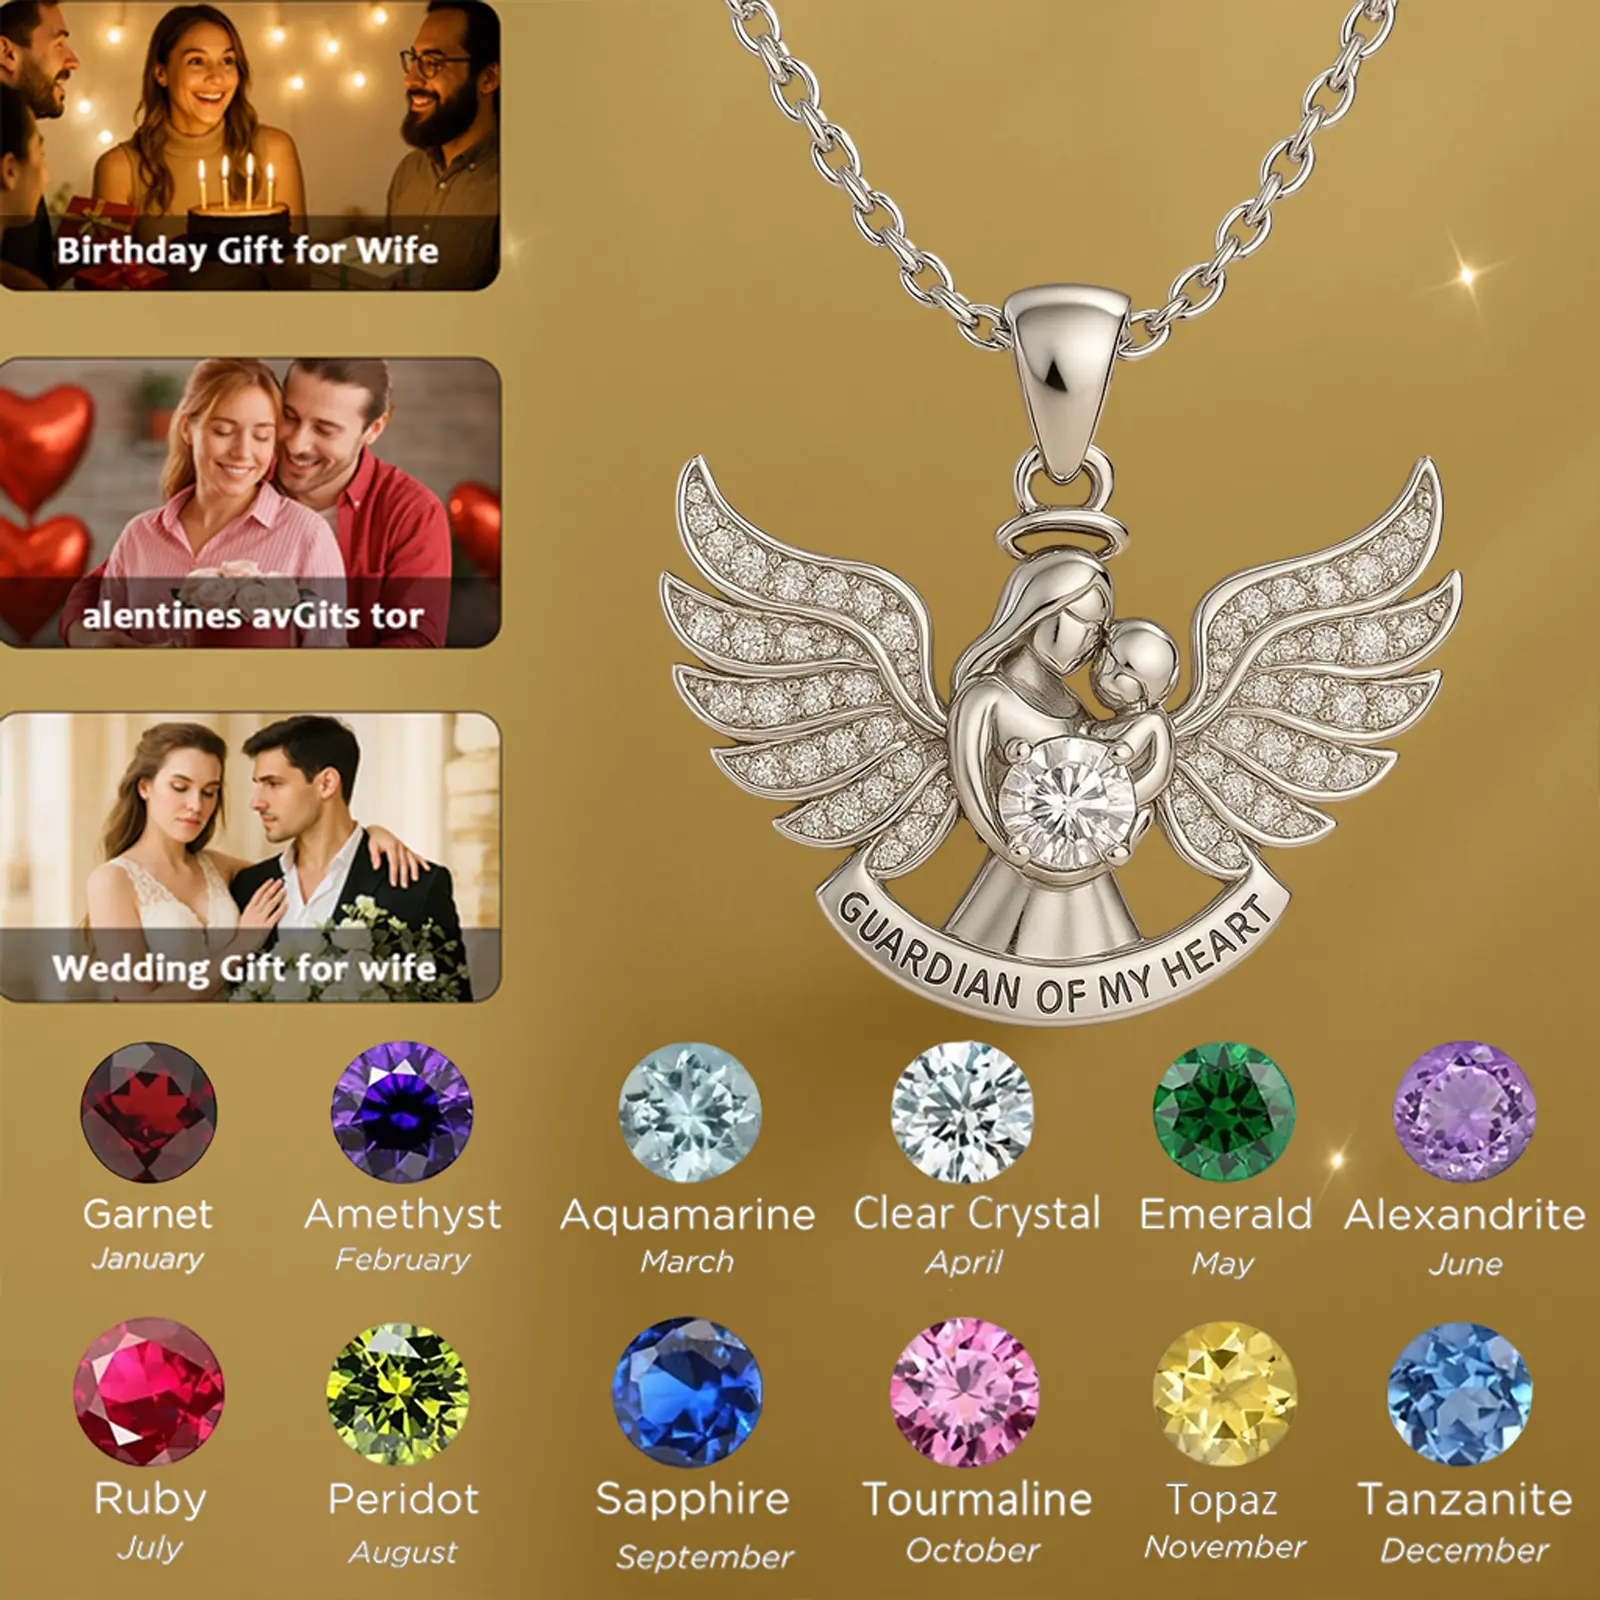 Birthday Gift for Wife
alentines avGits tor
Wedding Gift for wife
GUARDIAN OF MY HEART
Garnet
January
Amethyst
February
Aquamarine
March
Clear Crystal
April
Emerald
May
Alexandrite
June
Ruby
July
Peridot
August
Sapphire
September
Tourmaline
October
Topaz
November
Tanzanite
December